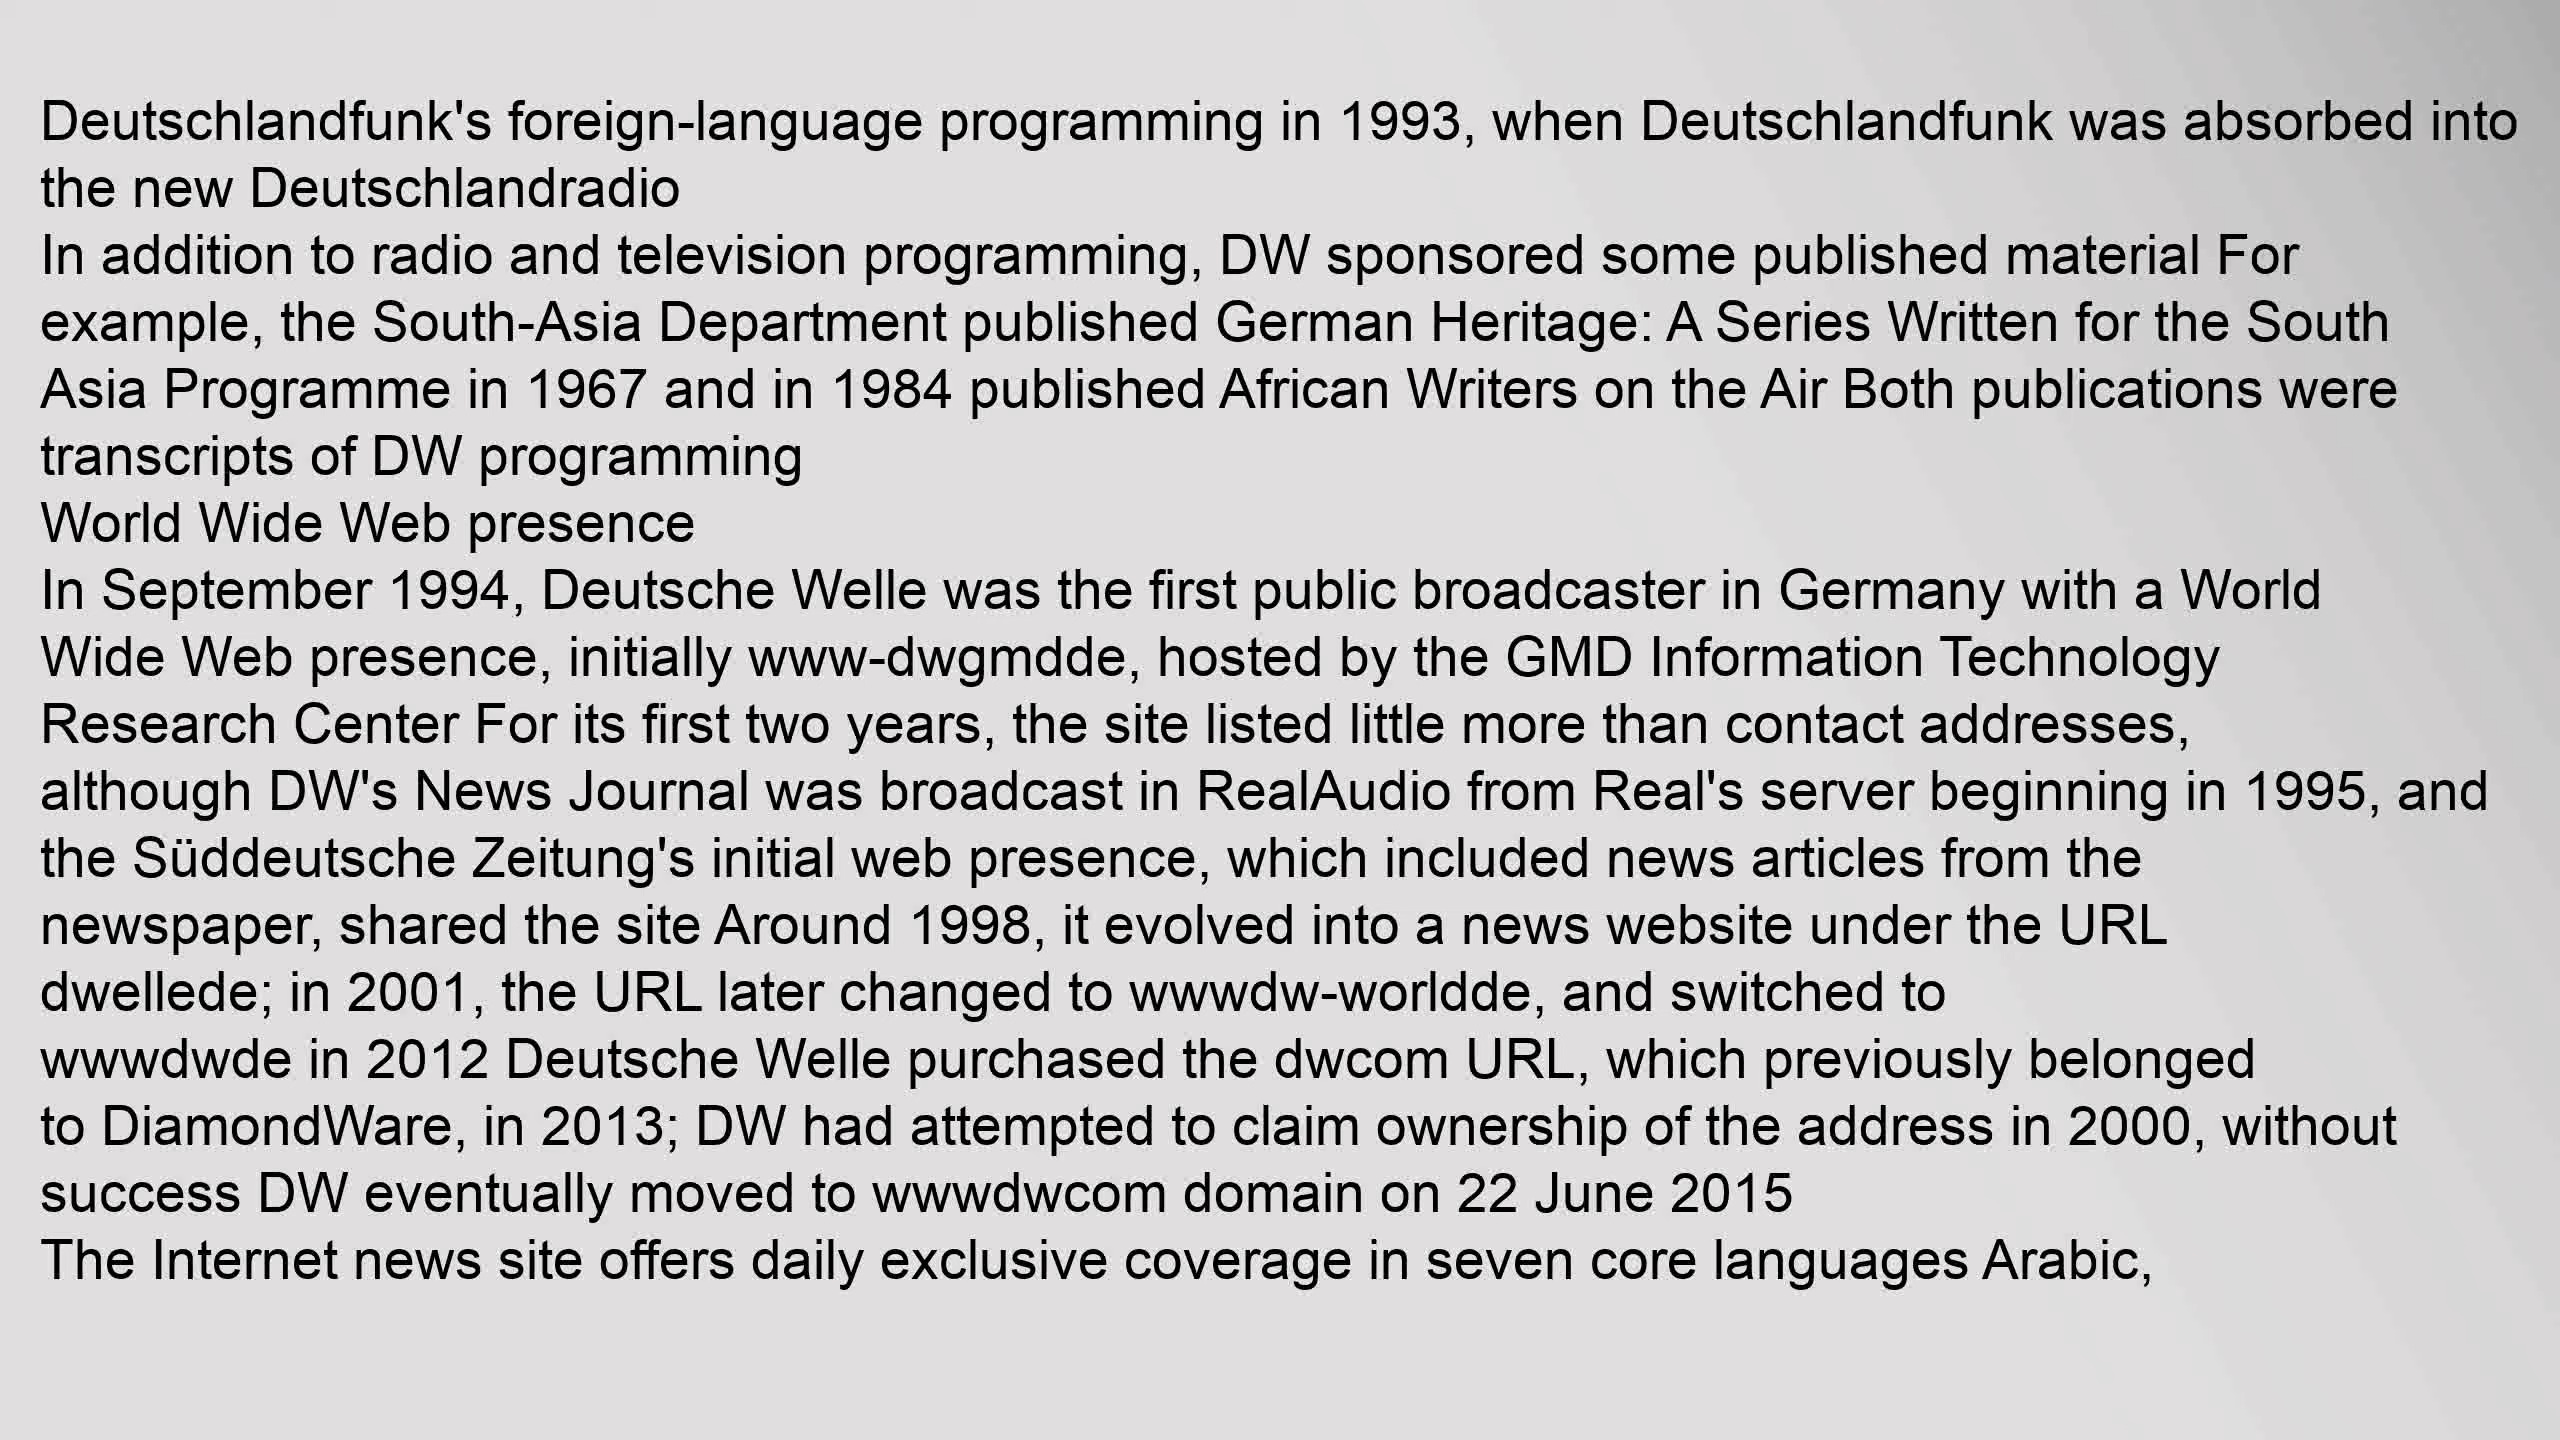 Deutschlandfunk's foreign-language programming in 1993, when Deutschlandfunk was absorbed into
the new Deutschlandradio
In addition to radio and television programming, DW sponsored some published material For
example, the South-Asia Department published German Heritage: A Series Written for the South
Asia Programme in 1967 and in 1984 published African Writers on the Air Both publications were
transcripts of DW programming
World Wide Web presence
In September 1994, Deutsche Welle was the first public broadcaster in Germany with a World
Wide Web presence, initially www-dwgmdde, hosted by the GMD Information Technology
Research Center For its first two years, the site listed little more than contact addresses,
although DW's News Journal was broadcast in RealAudio from Real's server beginning in 1995, and
the Süddeutsche Zeitung's initial web presence, which included news articles from the
newspaper, shared the site Around 1998, it evolved into a news website under the URL
dwellede; in 2001, the URL later changed to wwwdw-worldde, and switched to
wwwdwde in 2012 Deutsche Welle purchased the dwcom URL, which previously belonged
to DiamondWare, in 2013; DW had attempted to claim ownership of the address in 2000, without
success DW eventually moved to wwwdwcom domain on 22 June 2015
The Internet news site offers daily exclusive coverage in seven core languages Arabic,